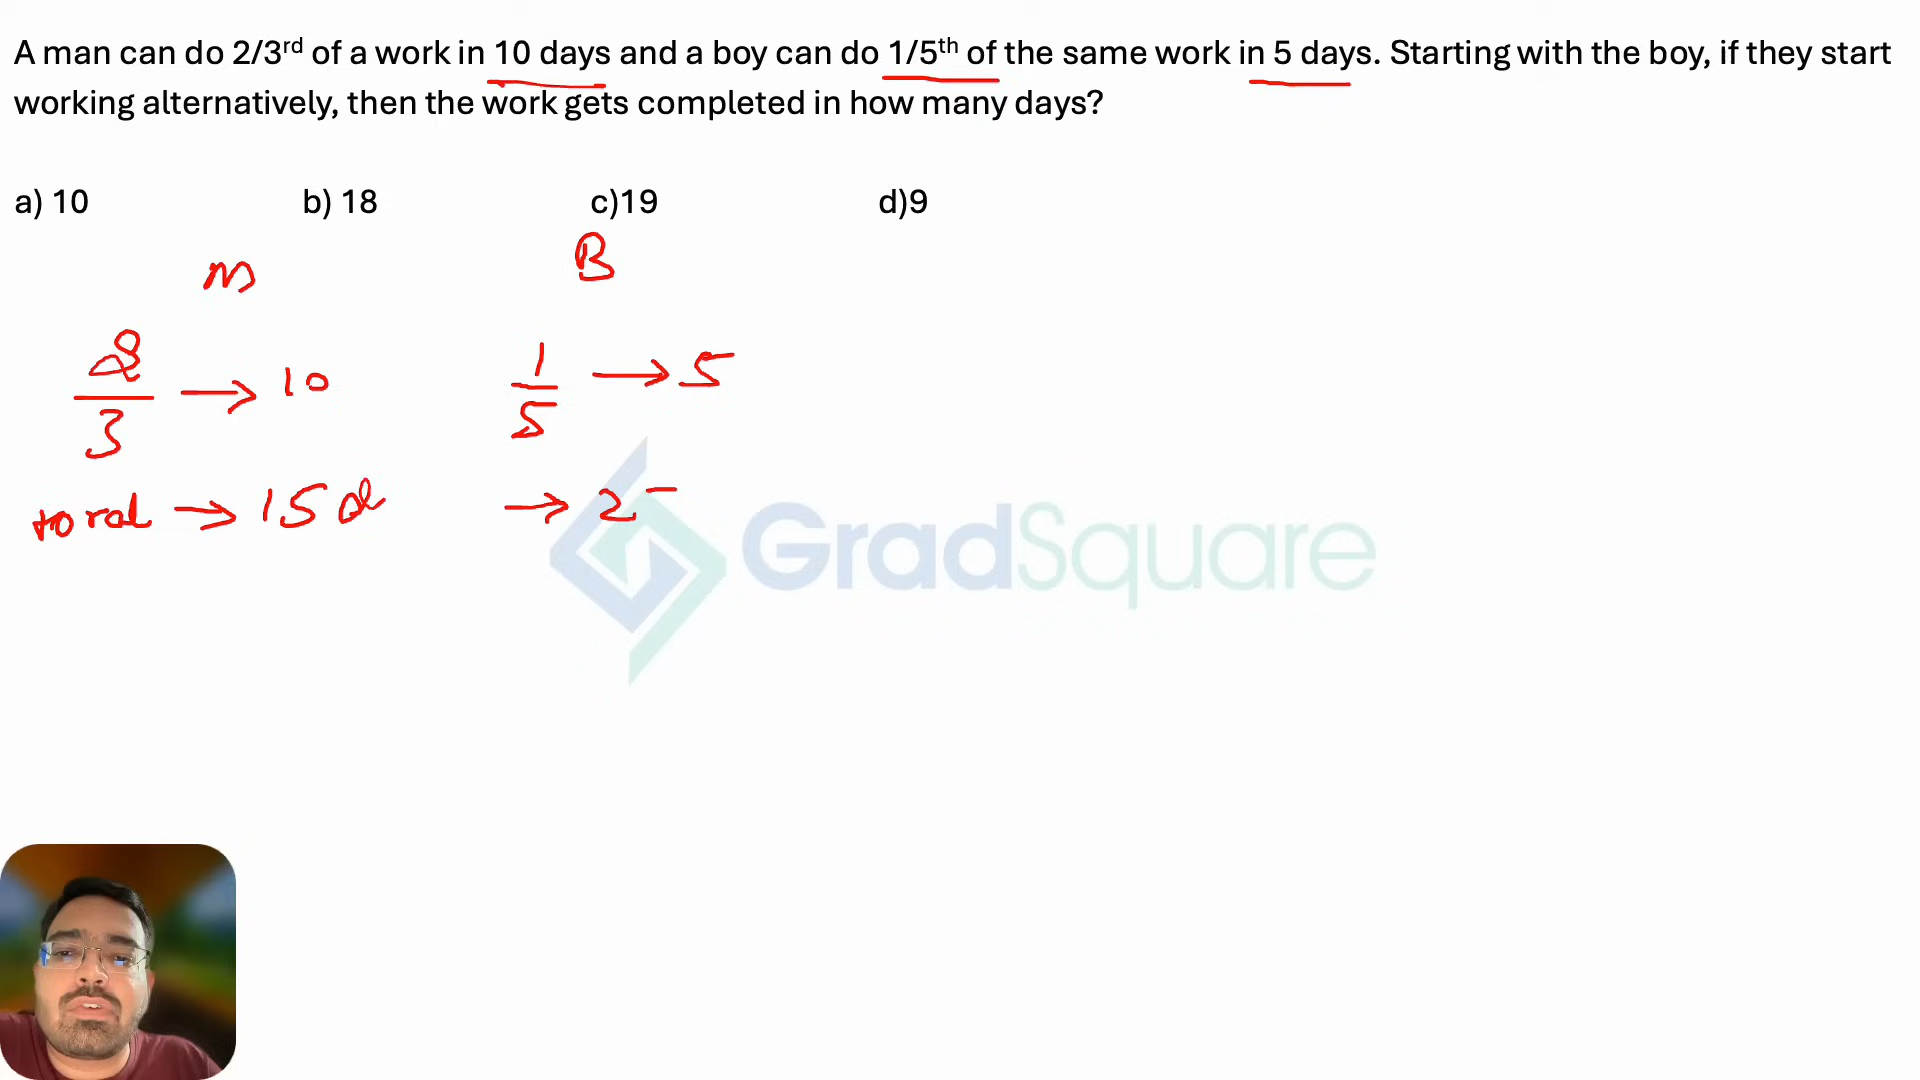 A man can do 2/3rd of a work in 10 days and a boy can do 1/5th of the same work in 5 days. Starting with the boy, if they start
working alternatively, then the work gets completed in how many days?
a) 10 b) 18 c)19 d)9
M B
2/3 → 10 1/5 → 5
total → 15 d → 25
GradSquare